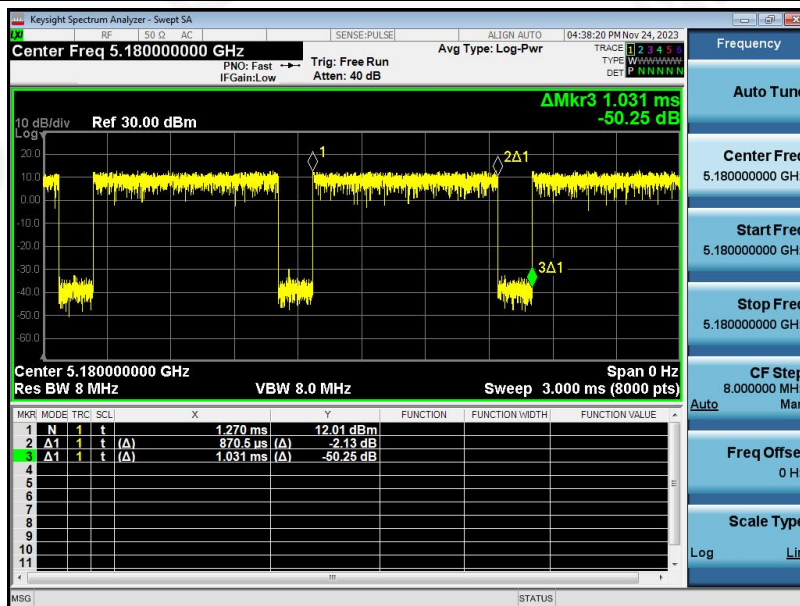 Keysight Spectrum Analyzer - Swept SA
LXI RF 50 Ω AC SENSE:PULSE ALIGN AUTO 04:38:20 PM Nov 24, 2023
Center Freq 5.180000000 GHz
PNO: Fast
IFGain:Low
Trig: Free Run
Atten: 40 dB
Avg Type: Log-Pwr
TRACE 1 2 3 4 5 6
TYPE WWWWWW
DET P N N N N N
ΔMkr3 1.031 ms
-50.25 dB
10 dB/div Ref 30.00 dBm
Log
20.0
10.0
0.00
-10.0
-20.0
-30.0
-40.0
-50.0
-60.0
1
2Δ1
3Δ1
Center 5.180000000 GHz Span 0 Hz
Res BW 8 MHz VBW 8.0 MHz Sweep 3.000 ms (8000 pts)
MKR MODE TRC SCL X Y FUNCTION FUNCTION WIDTH FUNCTION VALUE
1 N 1 t 1.270 ms 12.01 dBm
2 Δ1 1 t (Δ) 870.5 µs (Δ) -2.13 dB
3 Δ1 1 t (Δ) 1.031 ms (Δ) -50.25 dB
4
5
6
7
8
9
10
11
MSG STATUS
Frequency
Auto Tune
Center Freq
5.180000000 GHz
Start Freq
5.180000000 GHz
Stop Freq
5.180000000 GHz
CF Step
8.000000 MHz
Auto Man
Freq Offset
0 Hz
Scale Type
Log Lin